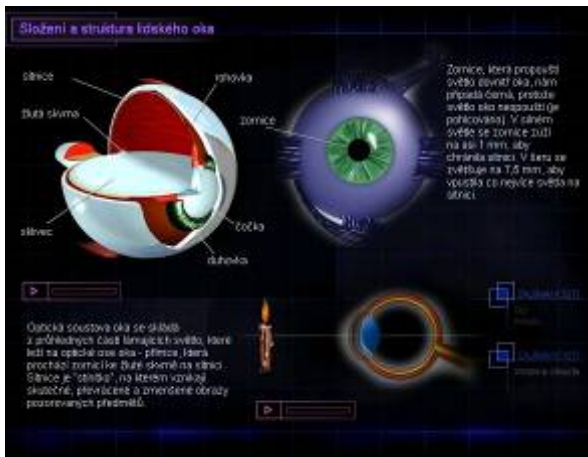 Složení a struktura lidského oka
sítnice
rohovka
žlutá skvrna
zornice
sklivec
čočka
duhovka
Zornice, která propouští
světlo dovnitř oka, nám
připadá černá, protože
světlo oko neopouští (je
pohlcováno). V silném
světle se zornice zúží
na asi 1 mm, aby
chránila sítnici. V šeru se
zvětšuje na 7,5 mm, aby
vpustila co nejvíce světla na
sítnici.
Optická soustava oka se skládá
z průhledných částí lámajících světlo, které
leží na optické ose oka - přímce, která
prochází zornicí ke žluté skvrně na sítnici.
Sítnice je "stínítko", na kterém vznikají
skutečné, převrácené a zmenšené obrazy
pozorovaných předmětů.